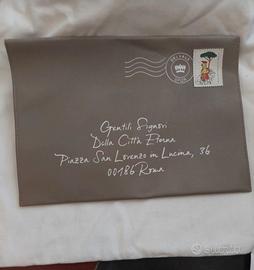 Gentili Signori
Della Città Eterna
Piazza San Lorenzo in Lucina, 36
00186 Roma